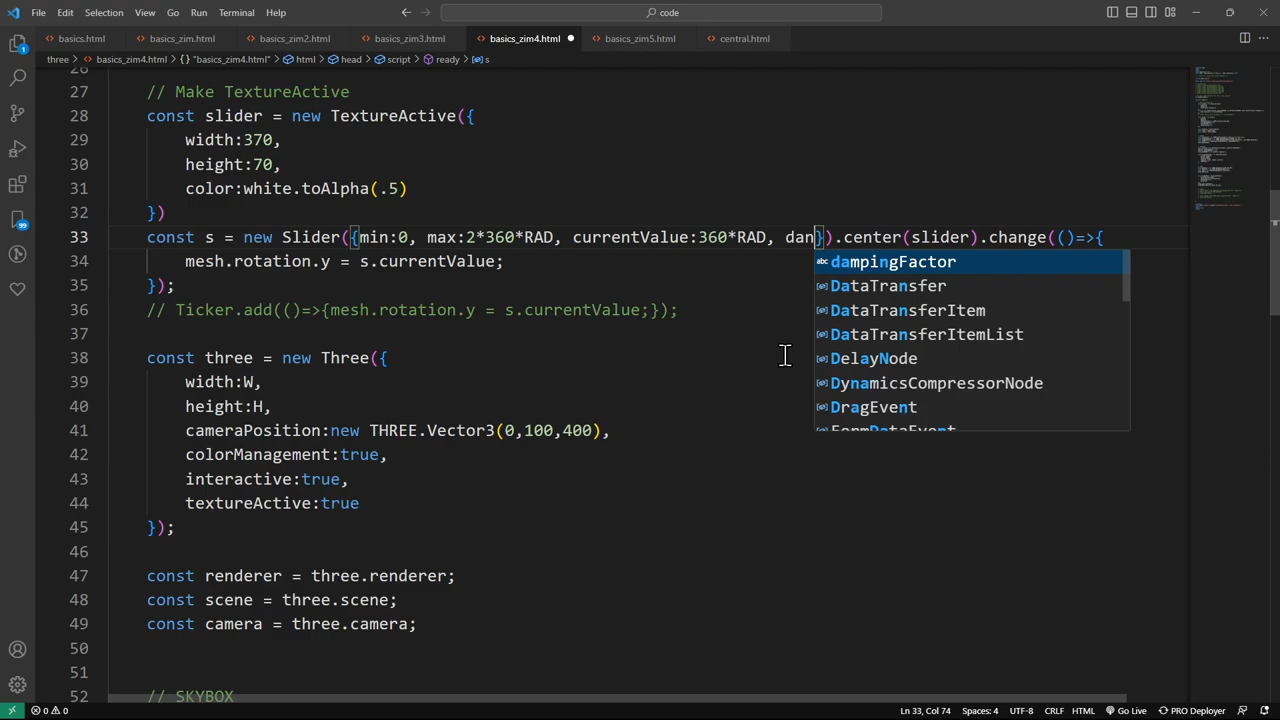 File Edit Selection View Go Run Terminal Help
code
basics.html basics_zim.html basics_zim2.html basics_zim3.html basics_zim4.html basics_zim5.html central.html
three > basics_zim4.html > {} "basics_zim4.html" > html > head > script > ready > s
26
27 // Make TextureActive
28 const slider = new TextureActive({
29 width:370,
30 height:70,
31 color:white.toAlpha(.5)
32 })
33 const s = new Slider({min:0, max:2*360*RAD, currentValue:360*RAD, dan}).center(slider).change(()=>{
34 mesh.rotation.y = s.currentValue;
35 });
36 // Ticker.add(()=>{mesh.rotation.y = s.currentValue;});
37
38 const three = new Three({
39 width:W,
40 height:H,
41 cameraPosition:new THREE.Vector3(0,100,400),
42 colorManagement:true,
43 interactive:true,
44 textureActive:true
45 });
46
47 const renderer = three.renderer;
48 const scene = three.scene;
49 const camera = three.camera;
50
51
52 // SKYBOX
abc dampingFactor
DataTransfer
DataTransferItem
DataTransferItemList
DelayNode
DynamicsCompressorNode
DragEvent
FormDataEvent
1
99
0 0 Ln 33, Col 74 Spaces: 4 UTF-8 CRLF HTML Go Live PRO Deployer